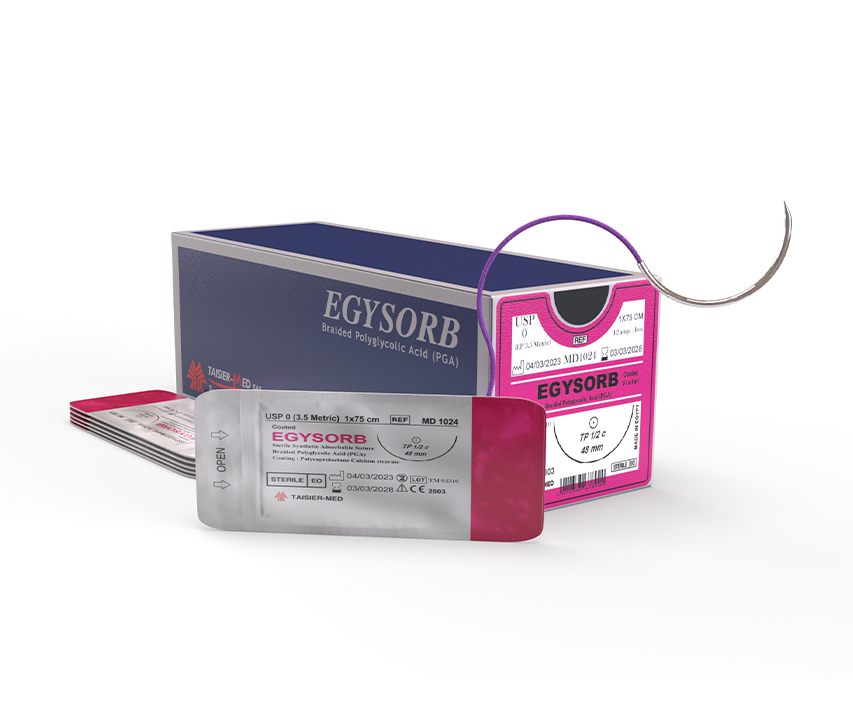 EGYSORB
Braided Polyglycolic Acid (PGA)
TAISIER-MED
USP
0
(EP 3.5 Metric)
1X75 CM
REF
04/03/2023 MD1024 03/03/2028
EGYSORB
Coated
Violet
Braided Polyglycolic Acid (PGA)
TP 1/2 c
48 mm
MADE IN EGYPT
STERILE EO
USP 0 (3.5 Metric) 1x75 cm REF MD 1024
Coated
EGYSORB
Sterile Synthetic Absorbable Suture
Braided Polyglycolic Acid (PGA)
Coating : Polycaprolactone Calcium stearate
TP 1/2 c
48 mm
OPEN
STERILE EO
04/03/2023 2 LOT TM 02310
03/03/2028 CE 2803
TAISIER-MED